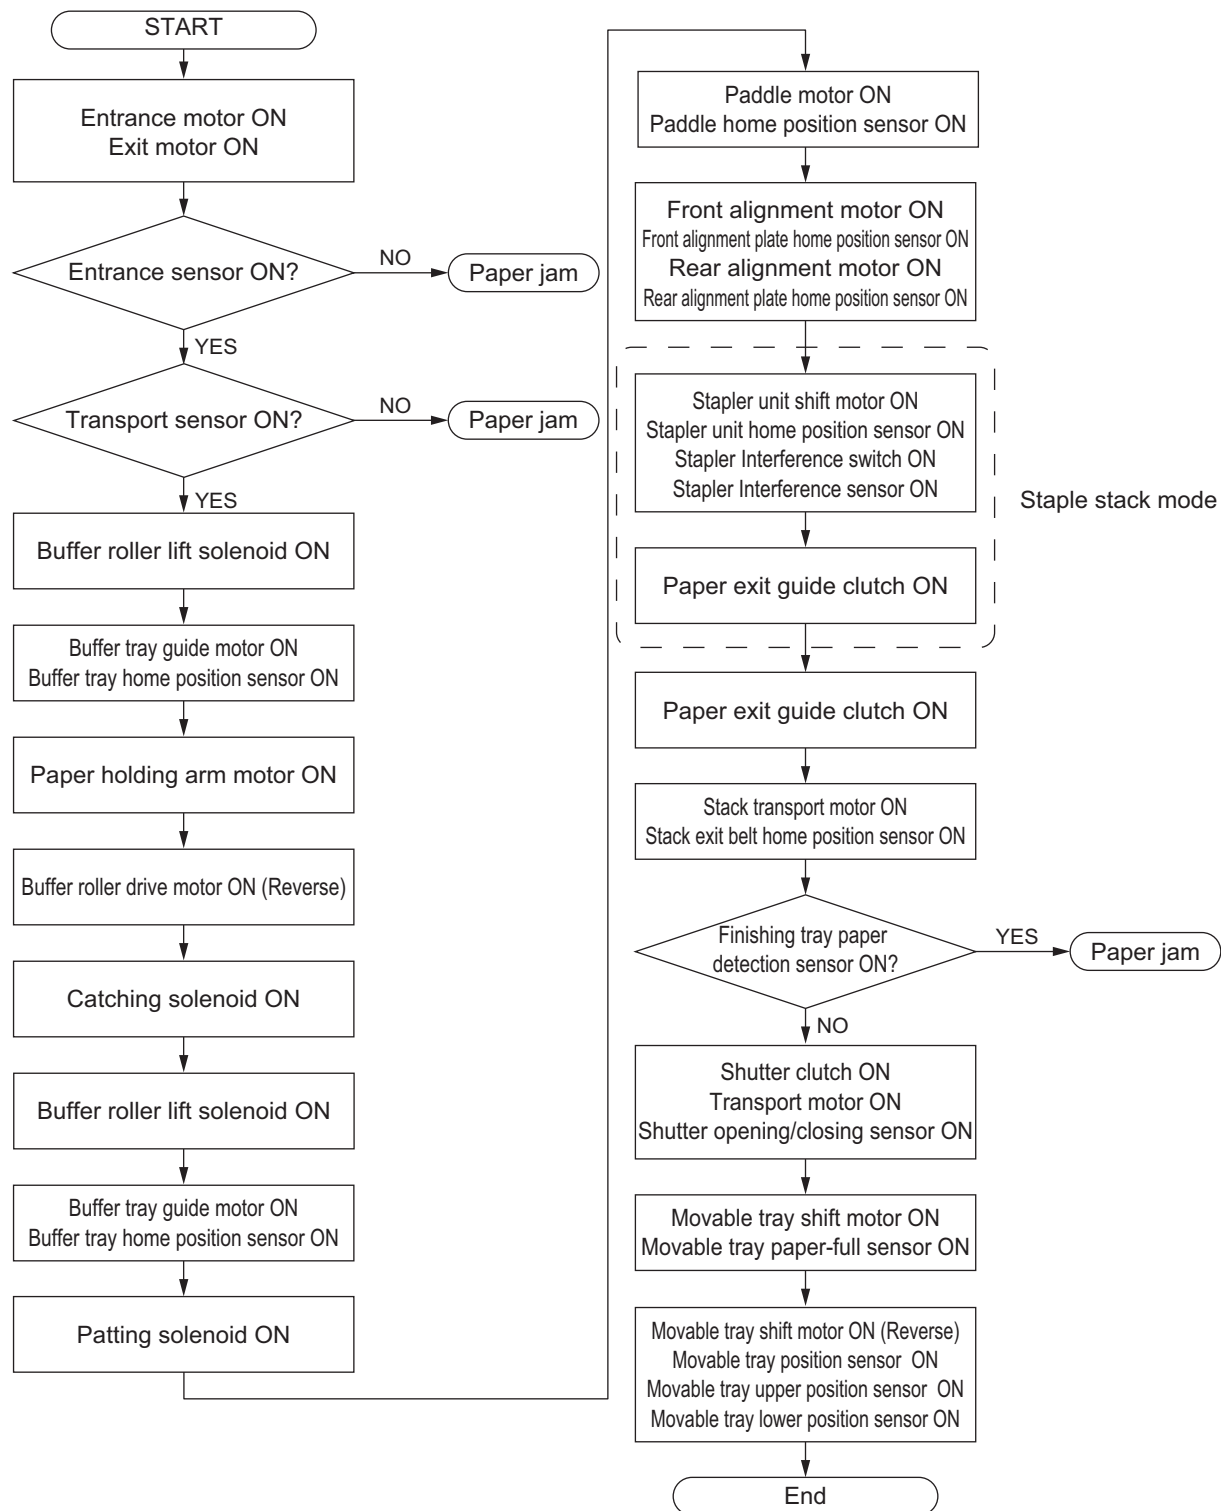 START
Entrance motor ON
Exit motor ON
Entrance sensor ON?
NO
Paper jam
YES
Transport sensor ON?
NO
Paper jam
YES
Buffer roller lift solenoid ON
Buffer tray guide motor ON
Buffer tray home position sensor ON
Paper holding arm motor ON
Buffer roller drive motor ON (Reverse)
Catching solenoid ON
Buffer roller lift solenoid ON
Buffer tray guide motor ON
Buffer tray home position sensor ON
Patting solenoid ON
Paddle motor ON
Paddle home position sensor ON
Front alignment motor ON
Front alignment plate home position sensor ON
Rear alignment motor ON
Rear alignment plate home position sensor ON
Stapler unit shift motor ON
Stapler unit home position sensor ON
Stapler Interference switch ON
Stapler Interference sensor ON
Staple stack mode
Paper exit guide clutch ON
Paper exit guide clutch ON
Stack transport motor ON
Stack exit belt home position sensor ON
Finishing tray paper
detection sensor ON?
YES
Paper jam
NO
Shutter clutch ON
Transport motor ON
Shutter opening/closing sensor ON
Movable tray shift motor ON
Movable tray paper-full sensor ON
Movable tray shift motor ON (Reverse)
Movable tray position sensor ON
Movable tray upper position sensor ON
Movable tray lower position sensor ON
End